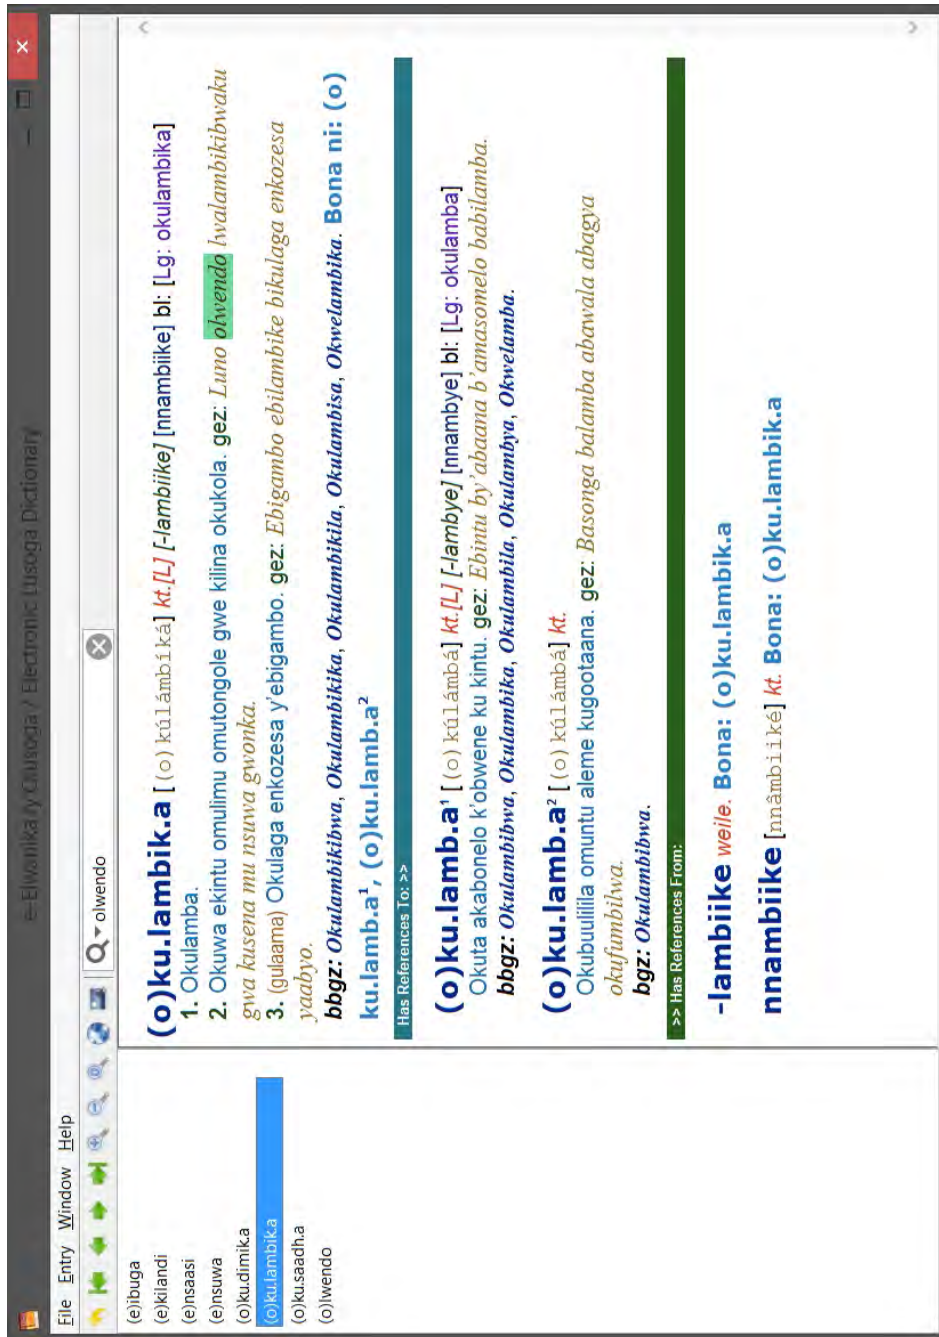 e-Eiwanika ly'Olusoga / Electronic Lusoga Dictionary
File Entry Window Help
olwendo
(e)ibuga
(e)kilandi
(e)nsaasi
(e)nsuwa
(o)ku.dimik.a
(o)ku.lambik.a
(o)ku.saadh.a
(o)lwendo
(o)ku.lambik.a [(o)kúlámbíká] kt.[L] [-lambiike] [nnambiike] bl: [Lg: okulambika]
1. Okulamba.
2. Okuwa ekintu omulimu omutongole gwe kilina okukola. gez: Luno olwendo lwalambikibwaku
gwa kusena mu nsuwa gwonka.
3. (gulaama) Okulaga enkozesa y'ebigambo. gez: Ebigambo ebilambike bikulaga enkozesa
yaabyo.
bbgz: Okulambikibwa, Okulambikika, Okulambikila, Okulambisa, Okwelambika. Bona ni: (o)
ku.lamb.a¹, (o)ku.lamb.a²
Has References To: >>
(o)ku.lamb.a¹ [(o)kúlámbá] kt.[L] [-lambye] [nnambye] bl: [Lg: okulamba]
Okuta akabonelo k'obwene ku kintu. gez: Ebintu by'abaana b'amasomelo babilamba.
bbgz: Okulambibwa, Okulambika, Okulambila, Okulambya, Okwelamba.
(o)ku.lamb.a² [(o)kúlámbá] kt.
Okubuulilila omuntu aleme kugootaana. gez: Basonga balamba abawala abagya
okufumbilwa.
bgz: Okulambibwa.
>> Has References From:
-lambiike weile. Bona: (o)ku.lambik.a
nnambiike [nnâmbiiké] kt. Bona: (o)ku.lambik.a